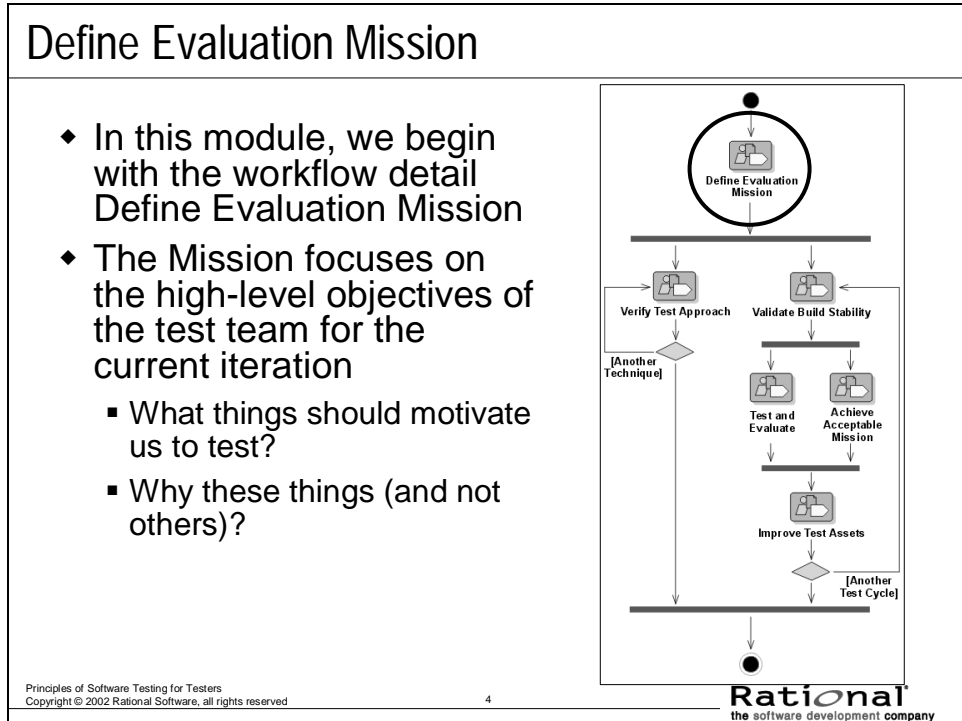 Define Evaluation Mission
◆ In this module, we begin
with the workflow detail
Define Evaluation Mission
◆ The Mission focuses on
the high-level objectives of
the test team for the
current iteration
▪ What things should motivate
us to test?
▪ Why these things (and not
others)?
Define Evaluation
Mission
Verify Test Approach
Validate Build Stability
[Another
Technique]
Test and
Evaluate
Achieve
Acceptable
Mission
Improve Test Assets
[Another
Test Cycle]
Principles of Software Testing for Testers
Copyright © 2002 Rational Software, all rights reserved
4
Rational
the software development company